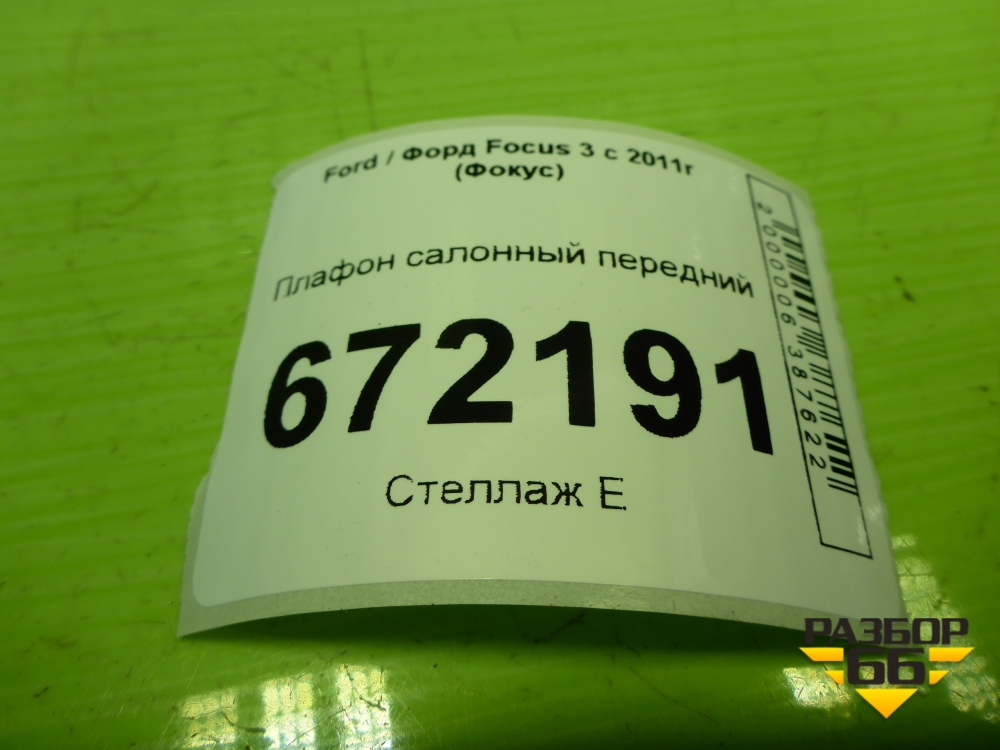 Ford / Форд Focus 3 с 2011г
(Фокус)
Плафон салонный передний
672191
Стеллаж Е
2000006387622
РАЗБОР
66